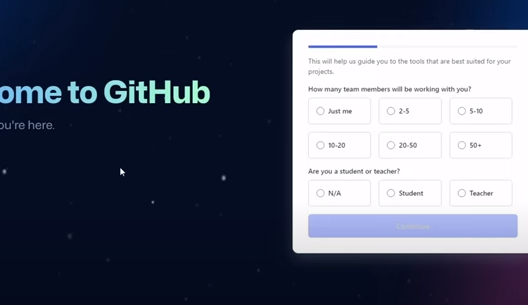 ome to GitHub
ou're here.
This will help us guide you to the tools that are best suited for your
projects.
How many team members will be working with you?
Just me
2-5
5-10
10-20
20-50
50+
Are you a student or teacher?
N/A
Student
Teacher
Continue